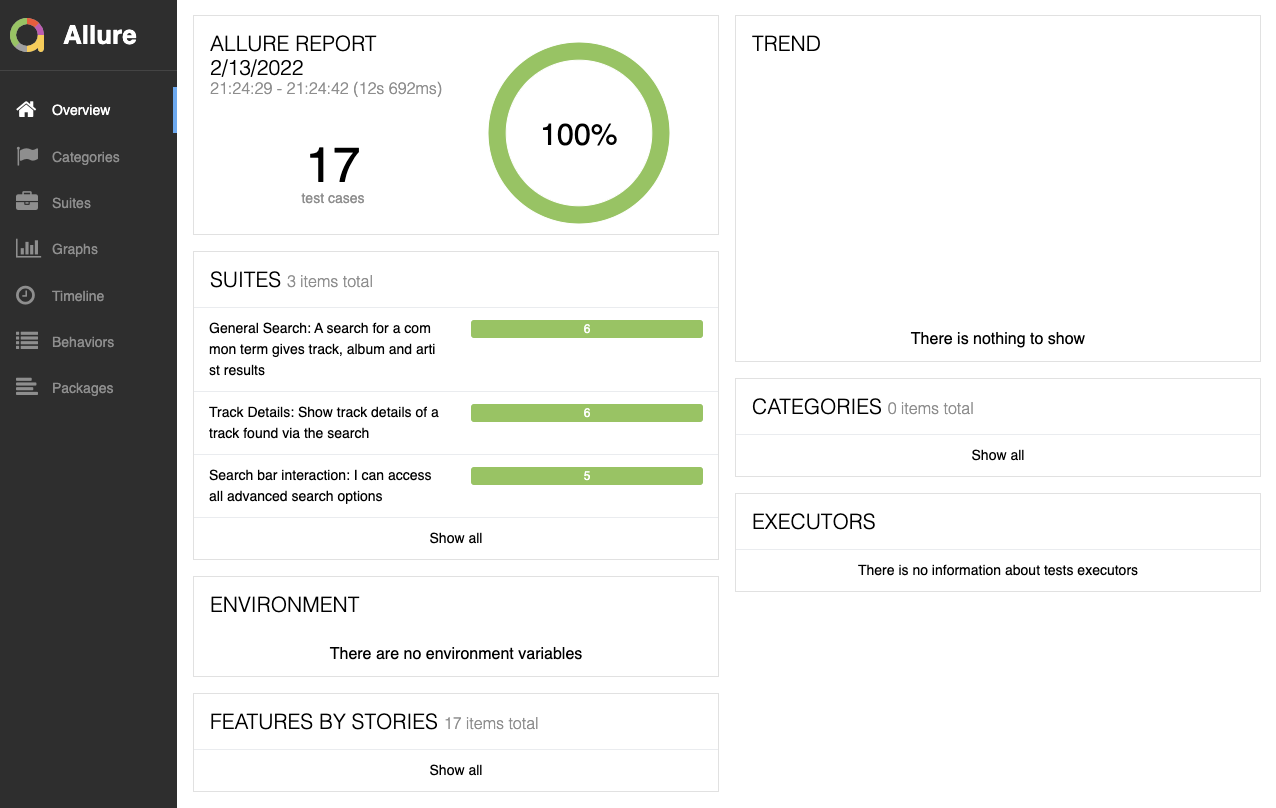 Allure
Overview
Categories
Suites
Graphs
Timeline
Behaviors
Packages
ALLURE REPORT
2/13/2022
21:24:29 - 21:24:42 (12s 692ms)
17
test cases
100%
SUITES 3 items total
General Search: A search for a com
mon term gives track, album and arti
st results
6
Track Details: Show track details of a
track found via the search
6
Search bar interaction: I can access
all advanced search options
5
Show all
ENVIRONMENT
There are no environment variables
FEATURES BY STORIES 17 items total
Show all
TREND
There is nothing to show
CATEGORIES 0 items total
Show all
EXECUTORS
There is no information about tests executors